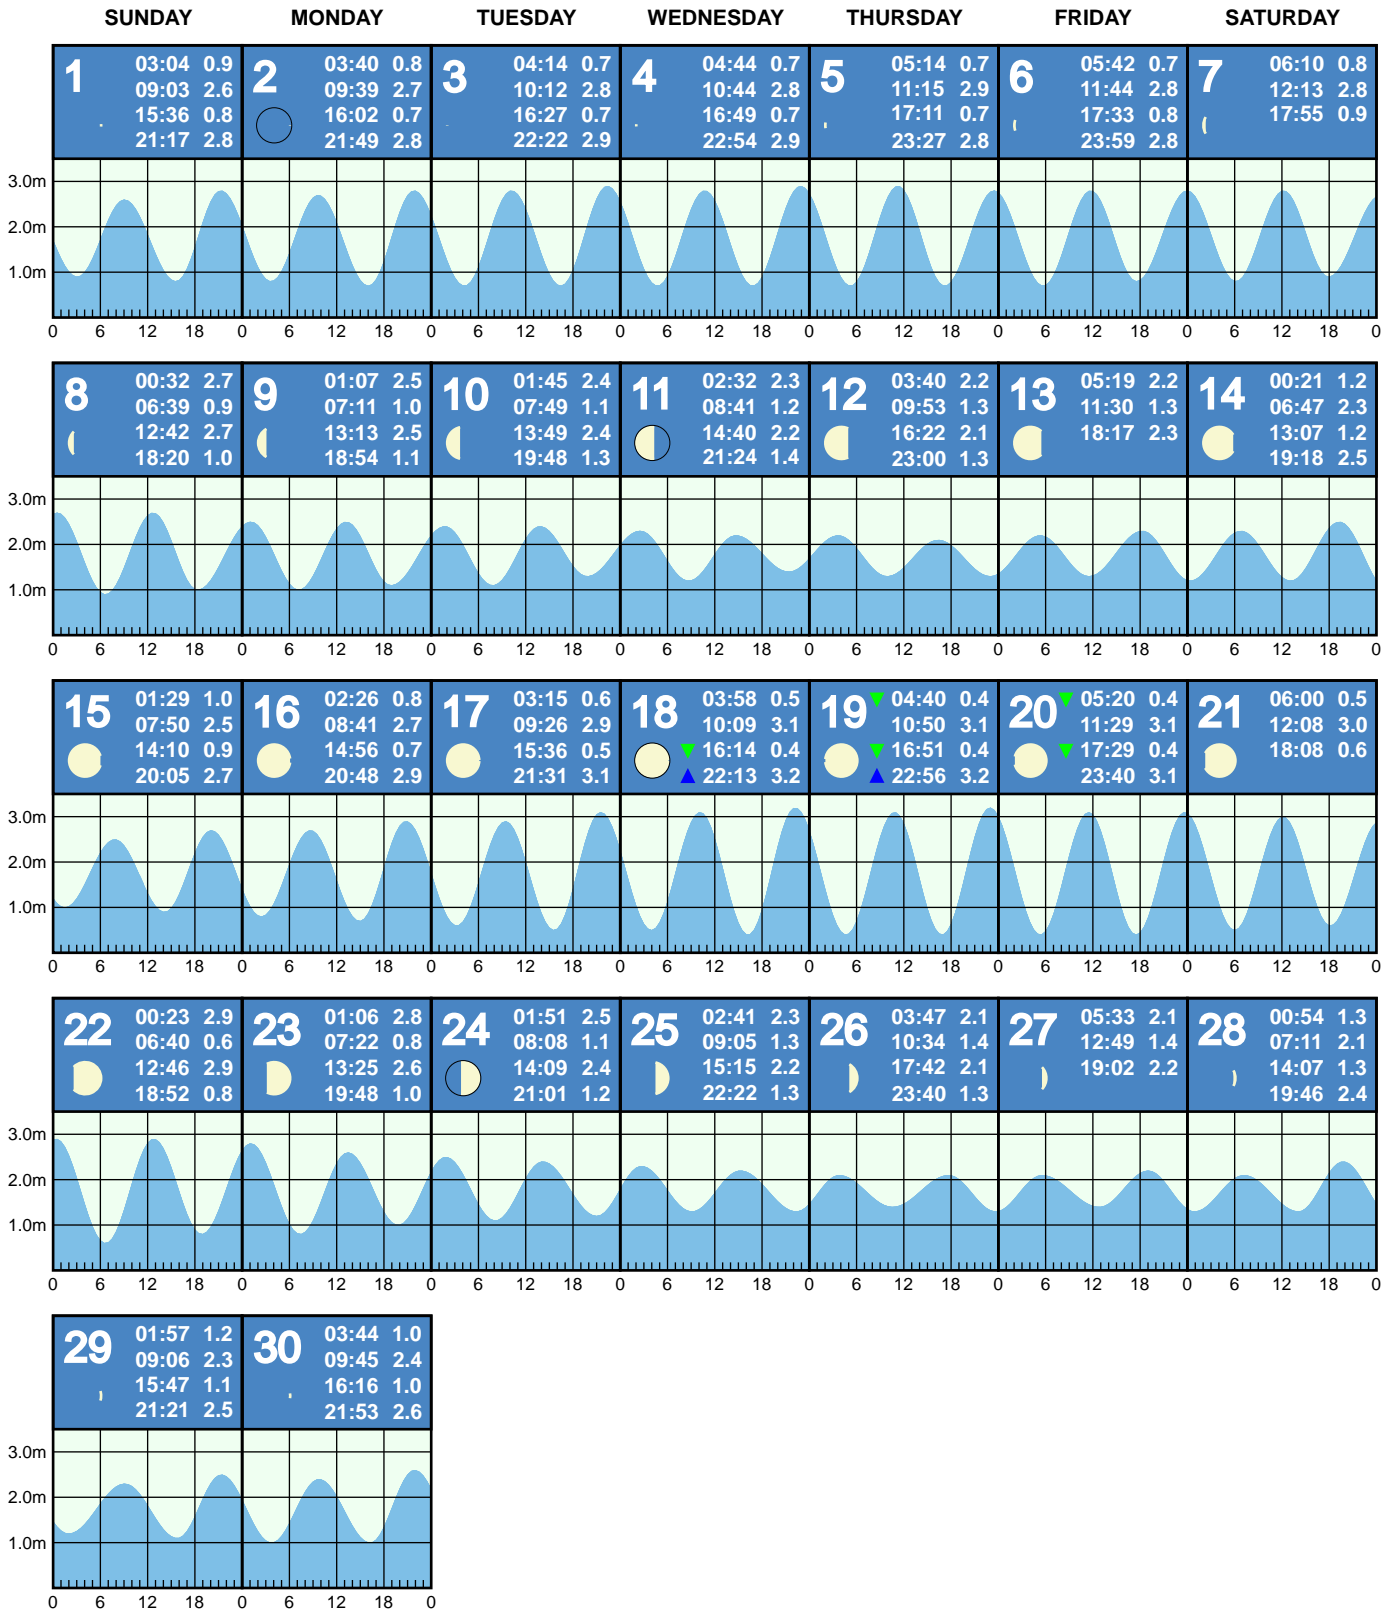 SUNDAY MONDAY TUESDAY WEDNESDAY THURSDAY FRIDAY SATURDAY
1 03:04 0.9
09:03 2.6
15:36 0.8
21:17 2.8
2 03:40 0.8
09:39 2.7
16:02 0.7
21:49 2.8
3 04:14 0.7
10:12 2.8
16:27 0.7
22:22 2.9
4 04:44 0.7
10:44 2.8
16:49 0.7
22:54 2.9
5 05:14 0.7
11:15 2.9
17:11 0.7
23:27 2.8
6 05:42 0.7
11:44 2.8
17:33 0.8
23:59 2.8
7 06:10 0.8
12:13 2.8
17:55 0.9
3.0m
2.0m
1.0m
0 6 12 18 0 6 12 18 0 6 12 18 0 6 12 18 0 6 12 18 0 6 12 18 0 6 12 18 0
8 00:32 2.7
06:39 0.9
12:42 2.7
18:20 1.0
9 01:07 2.5
07:11 1.0
13:13 2.5
18:54 1.1
10 01:45 2.4
07:49 1.1
13:49 2.4
19:48 1.3
11 02:32 2.3
08:41 1.2
14:40 2.2
21:24 1.4
12 03:40 2.2
09:53 1.3
16:22 2.1
23:00 1.3
13 05:19 2.2
11:30 1.3
18:17 2.3
14 00:21 1.2
06:47 2.3
13:07 1.2
19:18 2.5
3.0m
2.0m
1.0m
0 6 12 18 0 6 12 18 0 6 12 18 0 6 12 18 0 6 12 18 0 6 12 18 0 6 12 18 0
15 01:29 1.0
07:50 2.5
14:10 0.9
20:05 2.7
16 02:26 0.8
08:41 2.7
14:56 0.7
20:48 2.9
17 03:15 0.6
09:26 2.9
15:36 0.5
21:31 3.1
18 03:58 0.5
10:09 3.1
16:14 0.4
22:13 3.2
19 04:40 0.4
10:50 3.1
16:51 0.4
22:56 3.2
20 05:20 0.4
11:29 3.1
17:29 0.4
23:40 3.1
21 06:00 0.5
12:08 3.0
18:08 0.6
3.0m
2.0m
1.0m
0 6 12 18 0 6 12 18 0 6 12 18 0 6 12 18 0 6 12 18 0 6 12 18 0 6 12 18 0
22 00:23 2.9
06:40 0.6
12:46 2.9
18:52 0.8
23 01:06 2.8
07:22 0.8
13:25 2.6
19:48 1.0
24 01:51 2.5
08:08 1.1
14:09 2.4
21:01 1.2
25 02:41 2.3
09:05 1.3
15:15 2.2
22:22 1.3
26 03:47 2.1
10:34 1.4
17:42 2.1
23:40 1.3
27 05:33 2.1
12:49 1.4
19:02 2.2
28 00:54 1.3
07:11 2.1
14:07 1.3
19:46 2.4
3.0m
2.0m
1.0m
0 6 12 18 0 6 12 18 0 6 12 18 0 6 12 18 0 6 12 18 0 6 12 18 0 6 12 18 0
29 01:57 1.2
09:06 2.3
15:47 1.1
21:21 2.5
30 03:44 1.0
09:45 2.4
16:16 1.0
21:53 2.6
3.0m
2.0m
1.0m
0 6 12 18 0 6 12 18 0